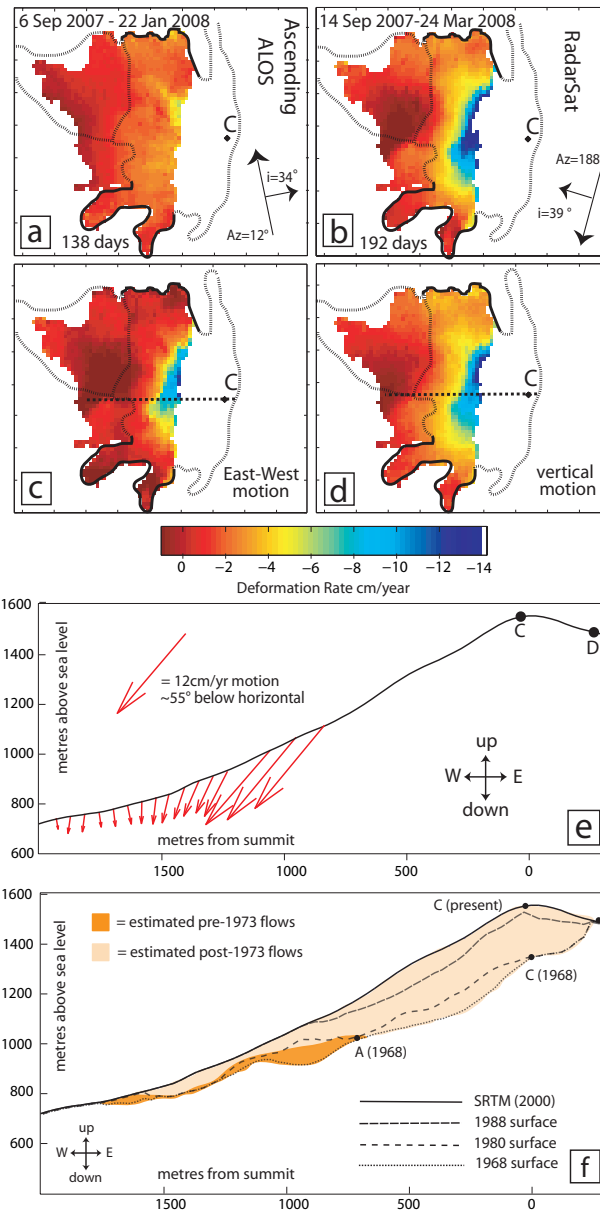 6 Sep 2007 - 22 Jan 2008
14 Sep 2007-24 Mar 2008
Ascending
ALOS
RadarSat
C
i=34°
Az=12°
a
138 days
C
Az=188
i=39 °
b
192 days
C
c
East-West
motion
C
d
vertical
motion
0 −2 −4 −6 −8 −10 −12 −14
Deformation Rate cm/year
1600
1500
1000
800
600
metres above sea level
= 12cm/yr motion
~55° below horizontal
C
D
up
W E
down
e
metres from summit
1500 1000 500 0
1600
1400
1200
1000
800
600
metres above sea level
= estimated pre-1973 flows
= estimated post-1973 flows
C (present)
C (1968)
A (1968)
SRTM (2000)
1988 surface
1980 surface
1968 surface
up
W E
down
metres from summit
f
1500 1000 500 0